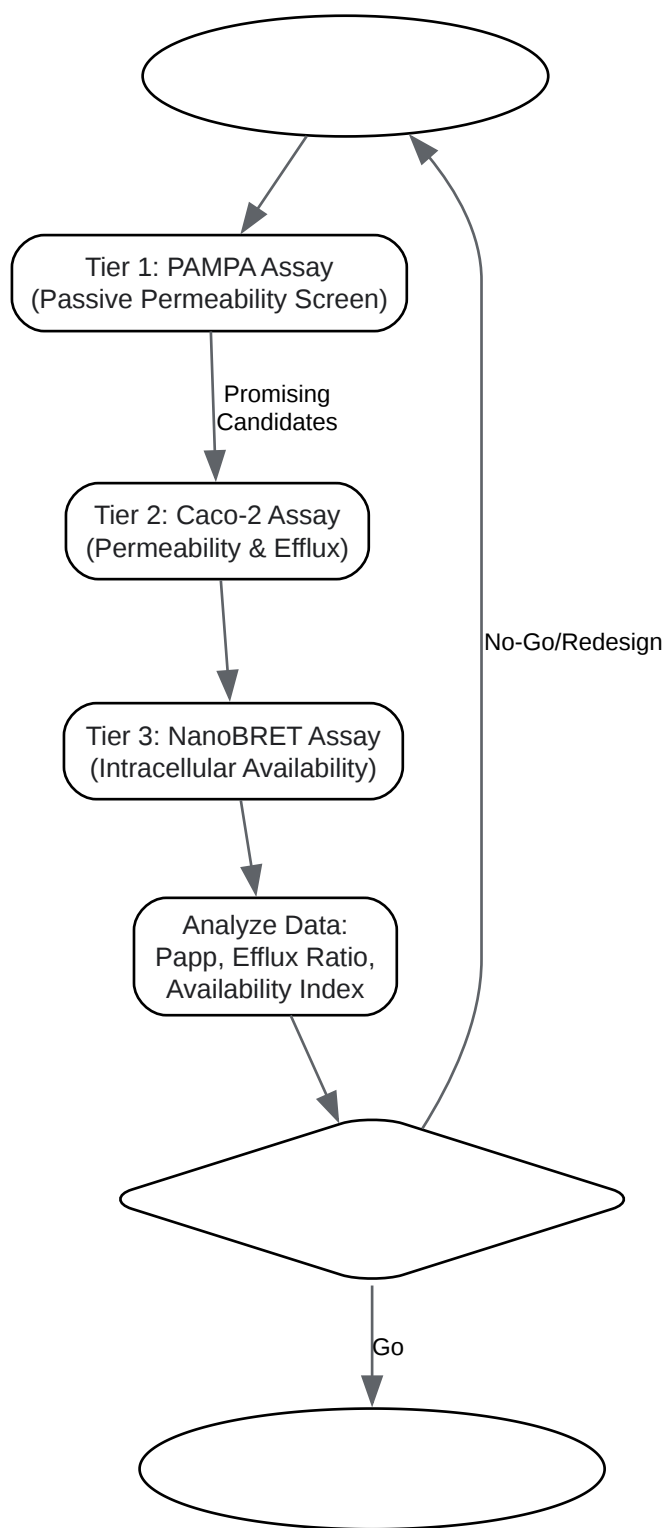 Tier 1: PAMPA Assay
(Passive Permeability Screen)
Promising
Candidates
Tier 2: Caco-2 Assay
(Permeability & Efflux)
No-Go/Redesign
Tier 3: NanoBRET Assay
(Intracellular Availability)
Analyze Data:
Papp, Efflux Ratio,
Availability Index
Go